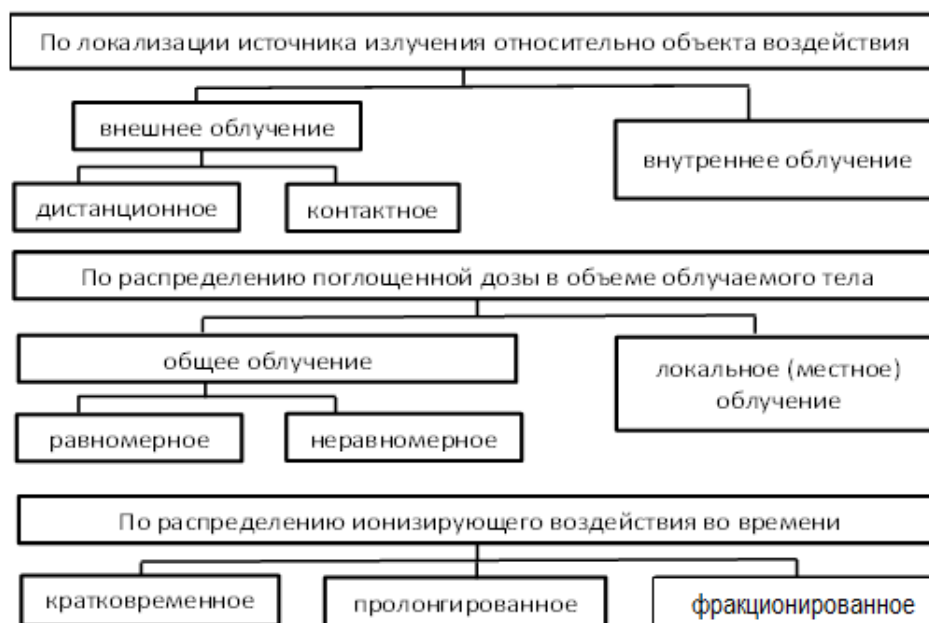 По локализации источника излучения относительно объекта воздействия
внешнее облучение
внутреннее облучение
дистанционное
контактное
По распределению поглощенной дозы в объеме облучаемого тела
общее облучение
локальное (местное)
облучение
равномерное
неравномерное
По распределению ионизирующего воздействия во времени
кратковременное
пролонгированное
фракционированное